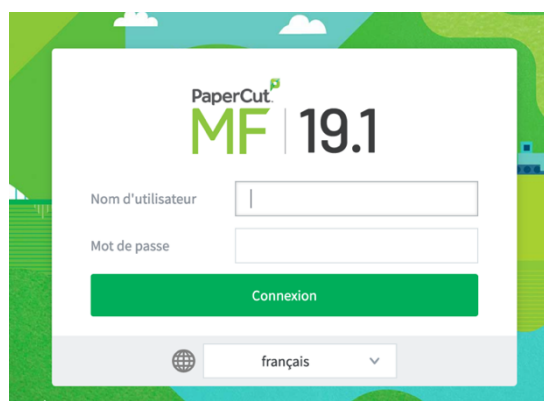 PaperCut
MF | 19.1
Nom d'utilisateur
Mot de passe
Connexion
français